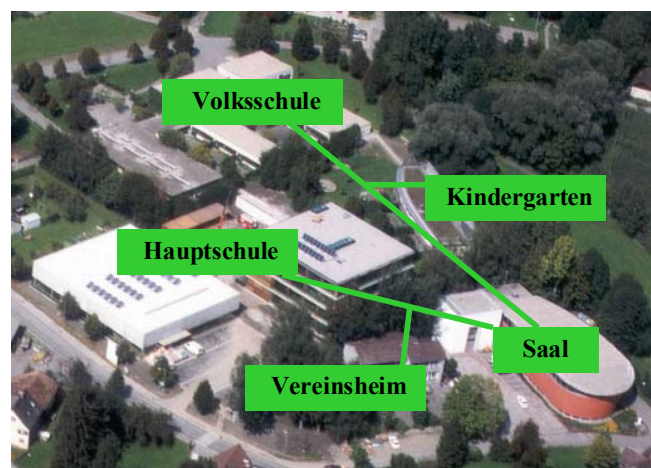 Volksschule
Kindergarten
Hauptschule
Saal
Vereinsheim